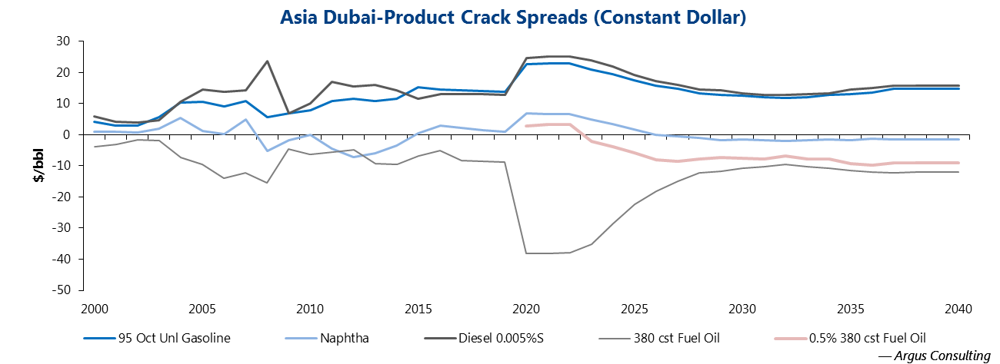 Asia Dubai-Product Crack Spreads (Constant Dollar)
30
20
10
0
-10
-20
-30
-40
-50
$/bbl
2000 2005 2010 2015 2020 2025 2030 2035 2040
95 Oct Unl Gasoline Naphtha Diesel 0.005%S 380 cst Fuel Oil 0.5% 380 cst Fuel Oil
— Argus Consulting